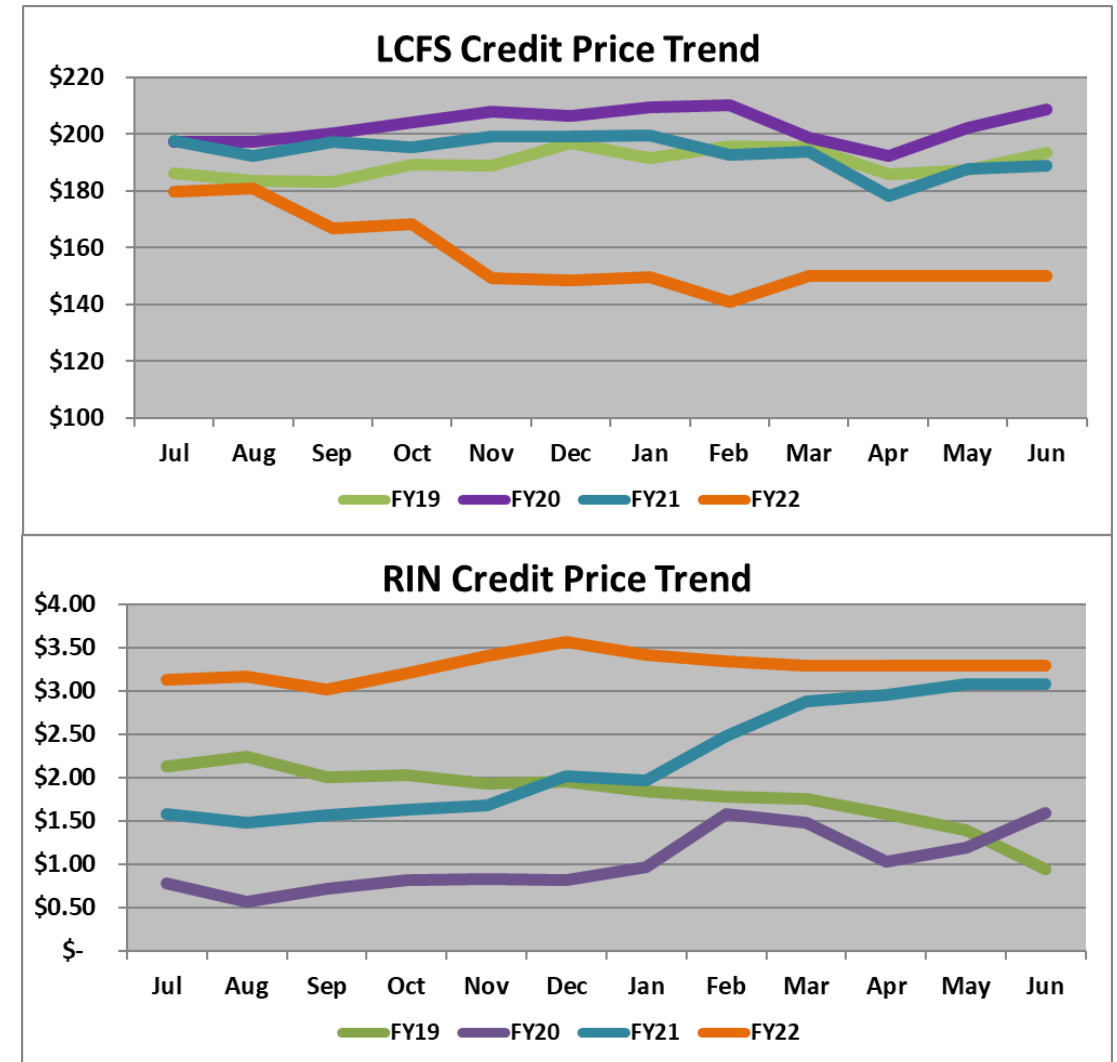 LCFS Credit Price Trend
$220
$200
$180
$160
$140
$120
$100
Jul Aug Sep Oct Nov Dec Jan Feb Mar Apr May Jun
FY19 FY20 FY21 FY22
RIN Credit Price Trend
$4.00
$3.50
$3.00
$2.50
$2.00
$1.50
$1.00
$0.50
$-
Jul Aug Sep Oct Nov Dec Jan Feb Mar Apr May Jun
FY19 FY20 FY21 FY22